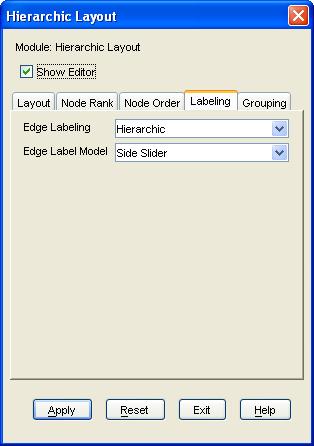 Hierarchic Layout
Module: Hierarchic Layout
Show Editor
Layout Node Rank Node Order Labeling Grouping
Edge Labeling Hierarchic
Edge Label Model Side Slider
Apply Reset Exit Help